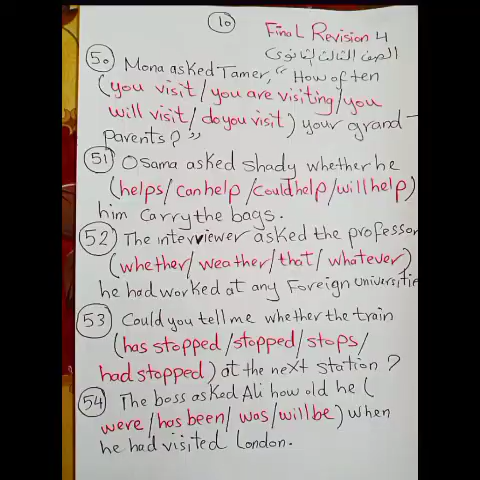 10
Final Revision 4
الصف الثالث الثانوى
50 Mona asked Tamer, "How often
(you visit / you are visiting / you
will visit / do you visit) your grand-
parents? "
51 Osama asked Shady whether he
(helps / can help / could help / will help)
him carry the bags.
52 The interviewer asked the professor
(whether / weather / that / whatever)
he had worked at any Foreign universitie
53 Could you tell me whether the train
(has stopped / stopped / stops /
had stopped) at the next station ?
54 The boss asked Ali how old he (
were / has been / was / will be) when
he had visited London.